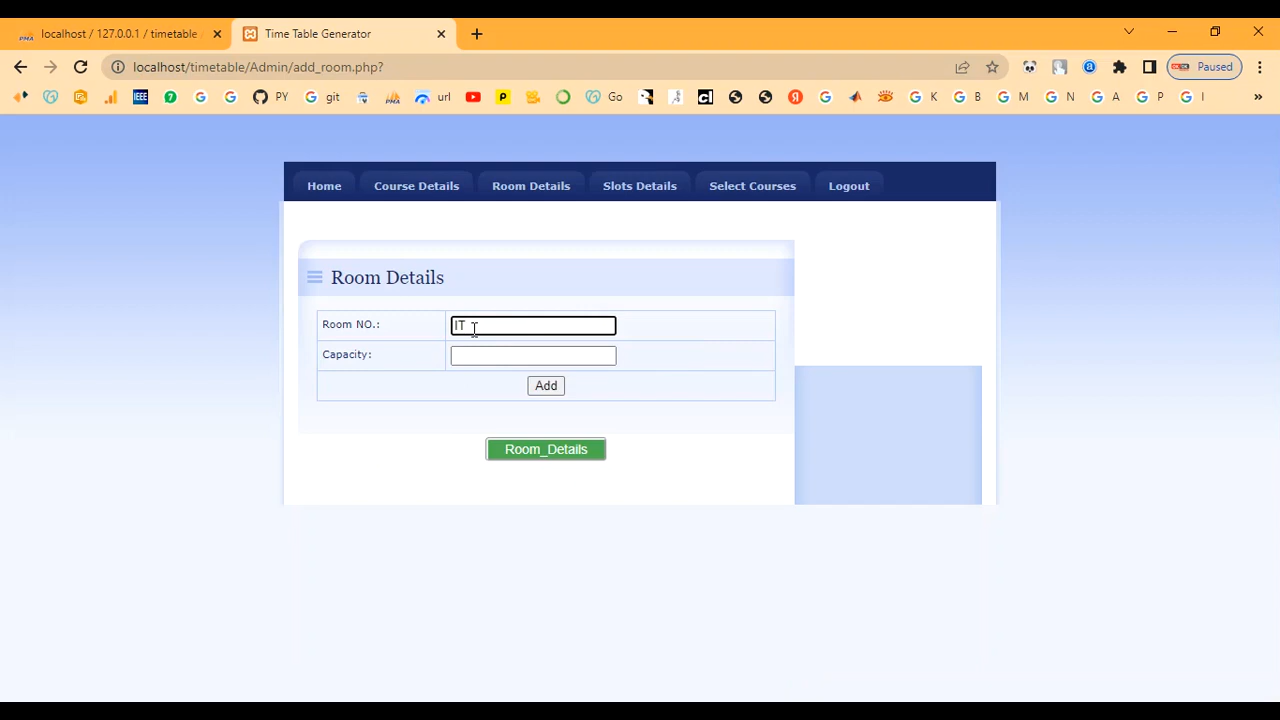 localhost / 127.0.0.1 / timetable
Time Table Generator
localhost/timetable/Admin/add_room.php?
Paused
IEEE
PY
git
url
Go
K
B
M
N
A
P
I
Home
Course Details
Room Details
Slots Details
Select Courses
Logout
Room Details
Room NO.:
IT
Capacity:
Add
Room_Details